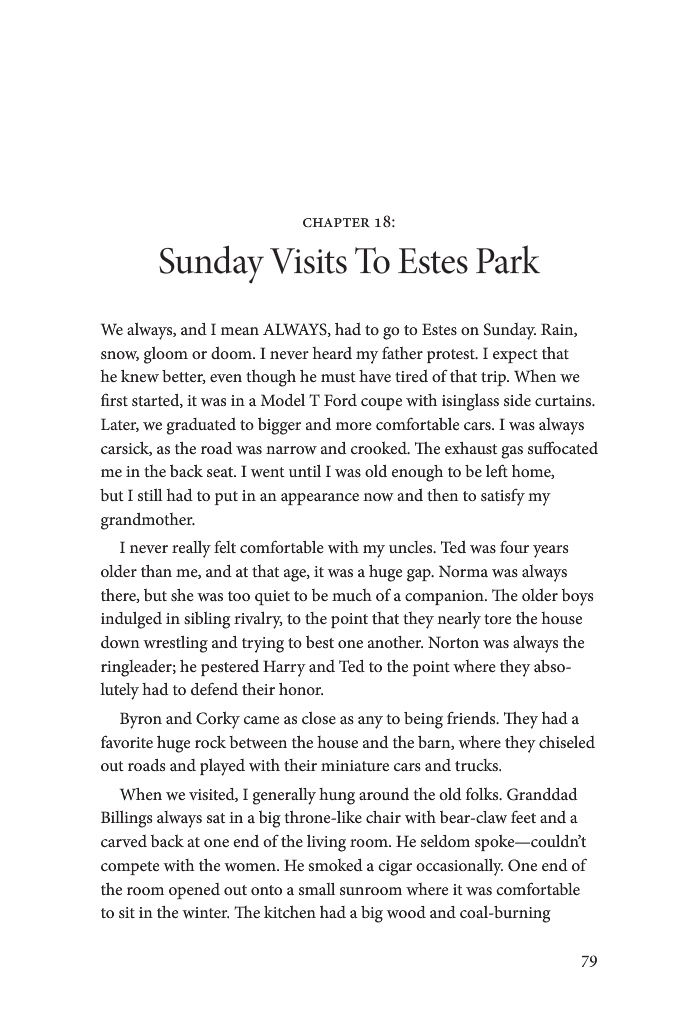 CHAPTER 18:
Sunday Visits To Estes Park
We always, and I mean ALWAYS, had to go to Estes on Sunday. Rain,
snow, gloom or doom. I never heard my father protest. I expect that
he knew better, even though he must have tired of that trip. When we
first started, it was in a Model T Ford coupe with isinglass side curtains.
Later, we graduated to bigger and more comfortable cars. I was always
carsick, as the road was narrow and crooked. The exhaust gas suffocated
me in the back seat. I went until I was old enough to be left home,
but I still had to put in an appearance now and then to satisfy my
grandmother.
I never really felt comfortable with my uncles. Ted was four years
older than me, and at that age, it was a huge gap. Norma was always
there, but she was too quiet to be much of a companion. The older boys
indulged in sibling rivalry, to the point that they nearly tore the house
down wrestling and trying to best one another. Norton was always the
ringleader; he pestered Harry and Ted to the point where they abso-
lutely had to defend their honor.
Byron and Corky came as close as any to being friends. They had a
favorite huge rock between the house and the barn, where they chiseled
out roads and played with their miniature cars and trucks.
When we visited, I generally hung around the old folks. Granddad
Billings always sat in a big throne-like chair with bear-claw feet and a
carved back at one end of the living room. He seldom spoke—couldn’t
compete with the women. He smoked a cigar occasionally. One end of
the room opened out onto a small sunroom where it was comfortable
to sit in the winter. The kitchen had a big wood and coal-burning
79